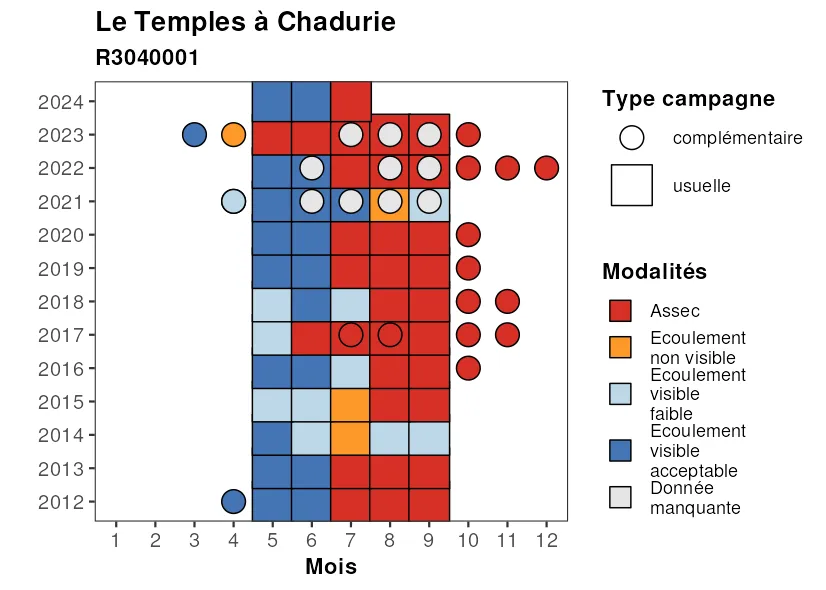 Le Temples à Chadurie
R3040001
2024
2023
2022
2021
2020
2019
2018
2017
2016
2015
2014
2013
2012
1 2 3 4 5 6 7 8 9 10 11 12
Mois
Type campagne
complémentaire
usuelle
Modalités
Assec
Ecoulement
non visible
Ecoulement
visible
faible
Ecoulement
visible
acceptable
Donnée
manquante